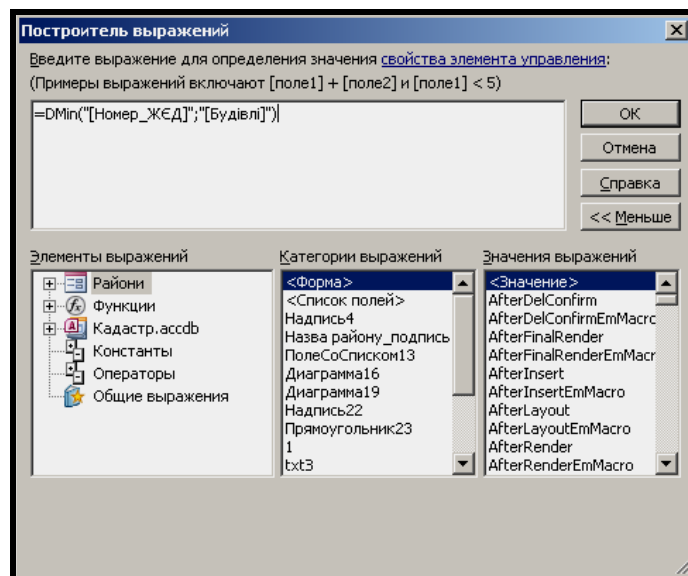 Построитель выражений
Введите выражение для определения значения свойства элемента управления:
(Примеры выражений включают [поле1] + [поле2] и [поле1] < 5)
=DMin("[Номер_ЖЄД]";"[Будівлі]")
ОК
Отмена
Справка
<< Меньше
Элементы выражений
Райони
Функции
Кадастр.accdb
Константы
Операторы
Общие выражения
Категории выражений
<Форма>
<Список полей>
Надпись4
Назва району_подпись
ПолеСоСписком13
Диаграмма16
Диаграмма19
Надпись22
Прямоугольник23
1
txt3
Значения выражений
<Значение>
AfterDelConfirm
AfterDelConfirmEmMacro
AfterFinalRender
AfterFinalRenderEmMacr
AfterInsert
AfterInsertEmMacro
AfterLayout
AfterLayoutEmMacro
AfterRender
AfterRenderEmMacro